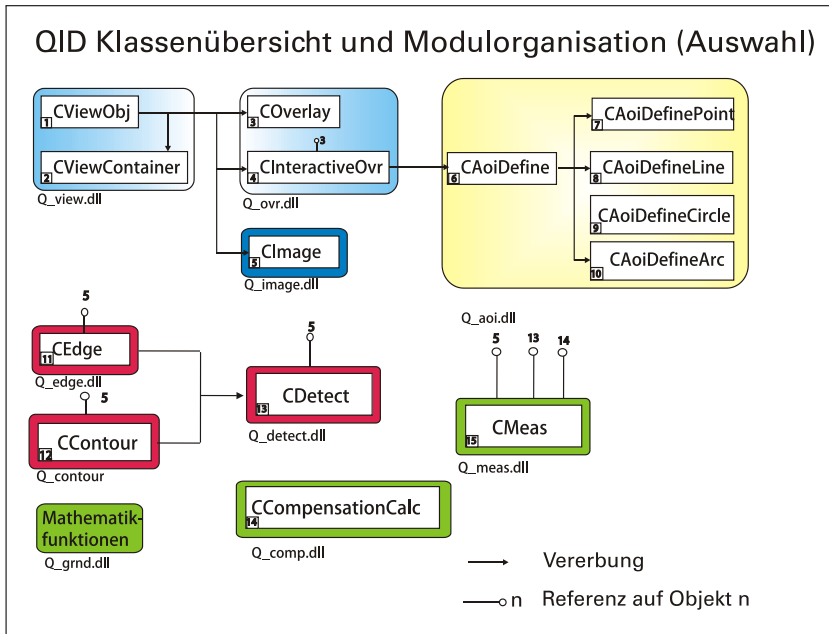 QID Klassenübersicht und Modulorganisation (Auswahl)
CViewObj
1
CViewContainer
2
Q_view.dll
COverlay
3
3
CInteractiveOvr
4
Q_ovr.dll
CImage
5
Q_image.dll
CAoiDefine
6
CAoiDefinePoint
7
CAoiDefineLine
8
CAoiDefineCircle
9
CAoiDefineArc
10
Q_aoi.dll
5
CEdge
11
Q_edge.dll
5
CContour
12
Q_contour
5
CDetect
13
Q_detect.dll
5 13 14
CMeas
15
Q_meas.dll
Mathematik-
funktionen
Q_grnd.dll
CCompensationCalc
14
Q_comp.dll
Vererbung
n Referenz auf Objekt n